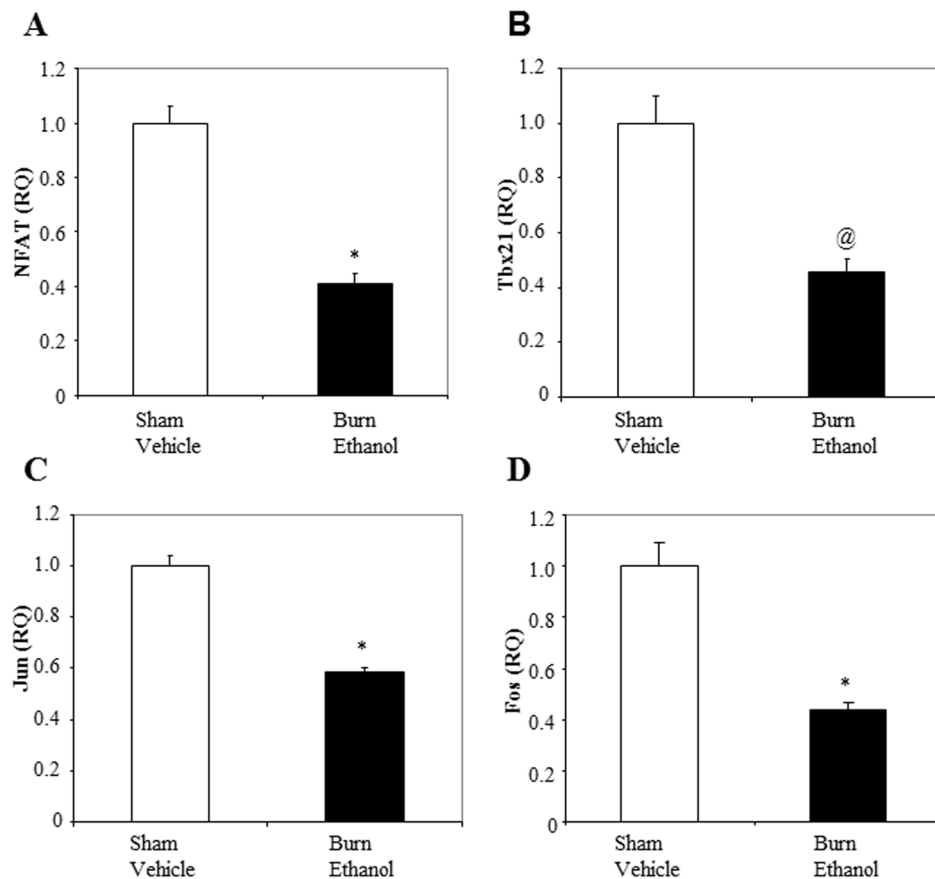 A
1.2
1.0
0.8
0.6
0.4
0.2
0
NFAT (RQ)
*
Sham
Vehicle
Burn
Ethanol
B
1.2
1.0
0.8
0.6
0.4
0.2
0
Tbx21 (RQ)
@
Sham
Vehicle
Burn
Ethanol
C
1.2
1.0
0.8
0.6
0.4
0.2
0
Jun (RQ)
*
Sham
Vehicle
Burn
Ethanol
D
1.2
1.0
0.8
0.6
0.4
0.2
0
Fos (RQ)
*
Sham
Vehicle
Burn
Ethanol